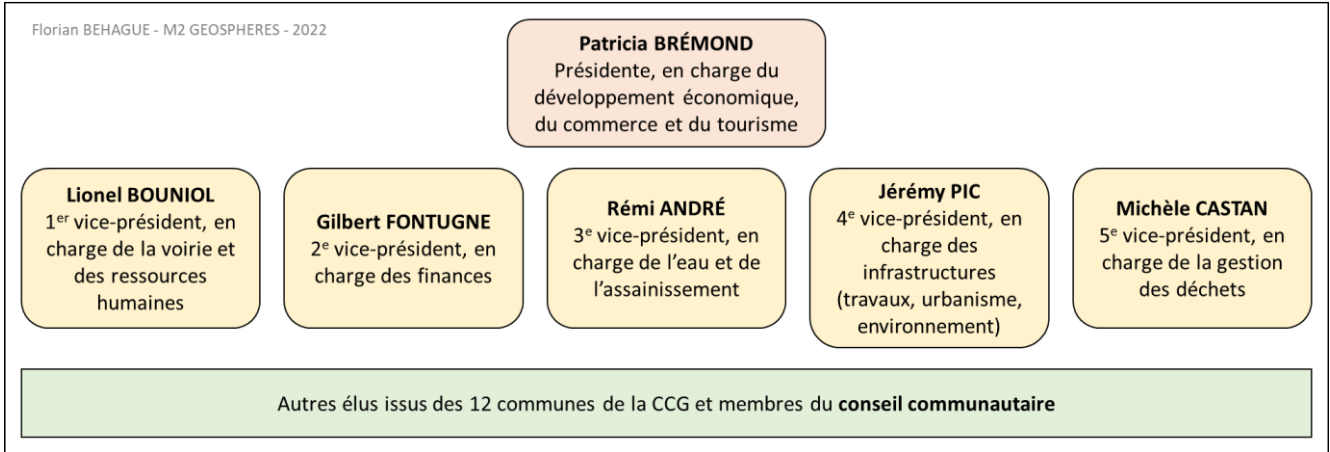 Florian BEHAGUE - M2 GEOSPHERES - 2022
Patricia BRÉMOND
Présidente, en charge du
développement économique,
du commerce et du tourisme
Lionel BOUNIOL
1er vice-président, en
charge de la voirie et
des ressources
humaines
Gilbert FONTUGNE
2e vice-président, en
charge des finances
Rémi ANDRÉ
3e vice-président, en
charge de l'eau et de
l'assainissement
Jérémy PIC
4e vice-président, en
charge des
infrastructures
(travaux, urbanisme,
environnement)
Michèle CASTAN
5e vice-président, en
charge de la gestion
des déchets
Autres élus issus des 12 communes de la CCG et membres du conseil communautaire